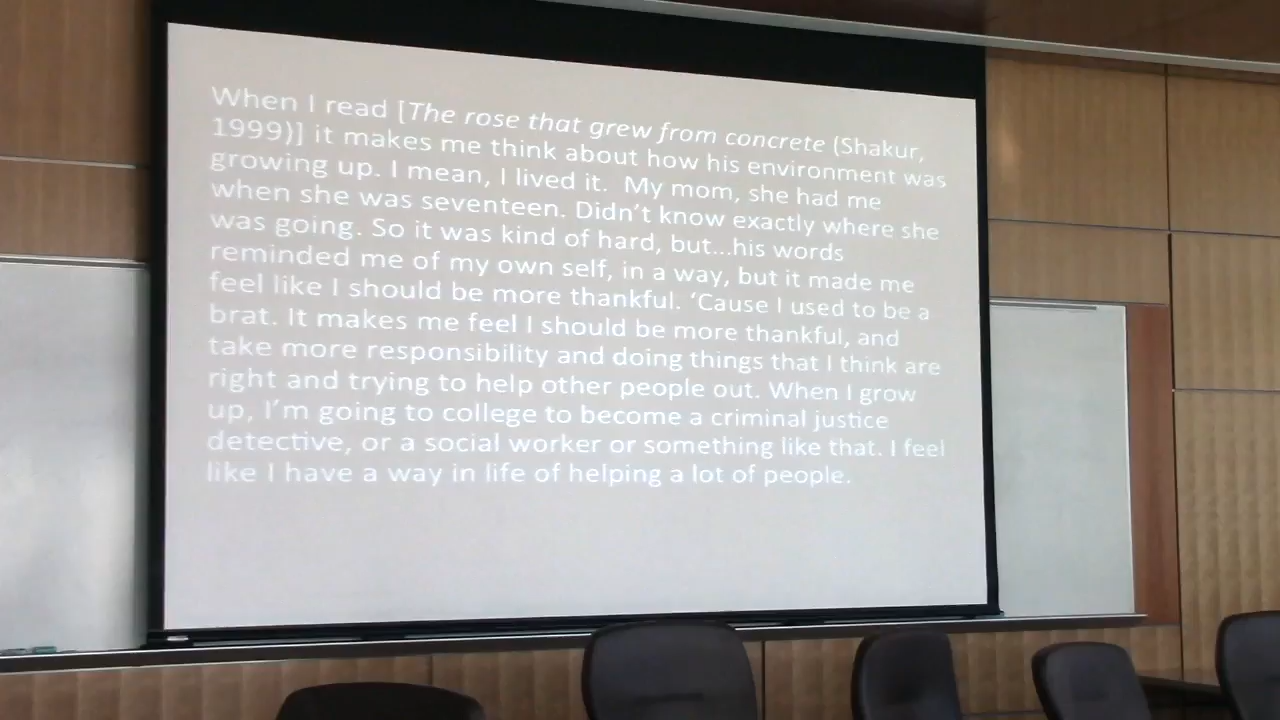 When I read [The rose that grew from concrete (Shakur,
1999)] it makes me think about how his environment was
growing up. I mean, I lived it.  My mom, she had me
when she was seventeen. Didn’t know exactly where she
was going. So it was kind of hard, but...his words
reminded me of my own self, in a way, but it made me
feel like I should be more thankful. ‘Cause I used to be a
brat. It makes me feel I should be more thankful, and
take more responsibility and doing things that I think are
right and trying to help other people out. When I grow
up, I’m going to college to become a criminal justice
detective, or a social worker or something like that. I feel
like I have a way in life of helping a lot of people.